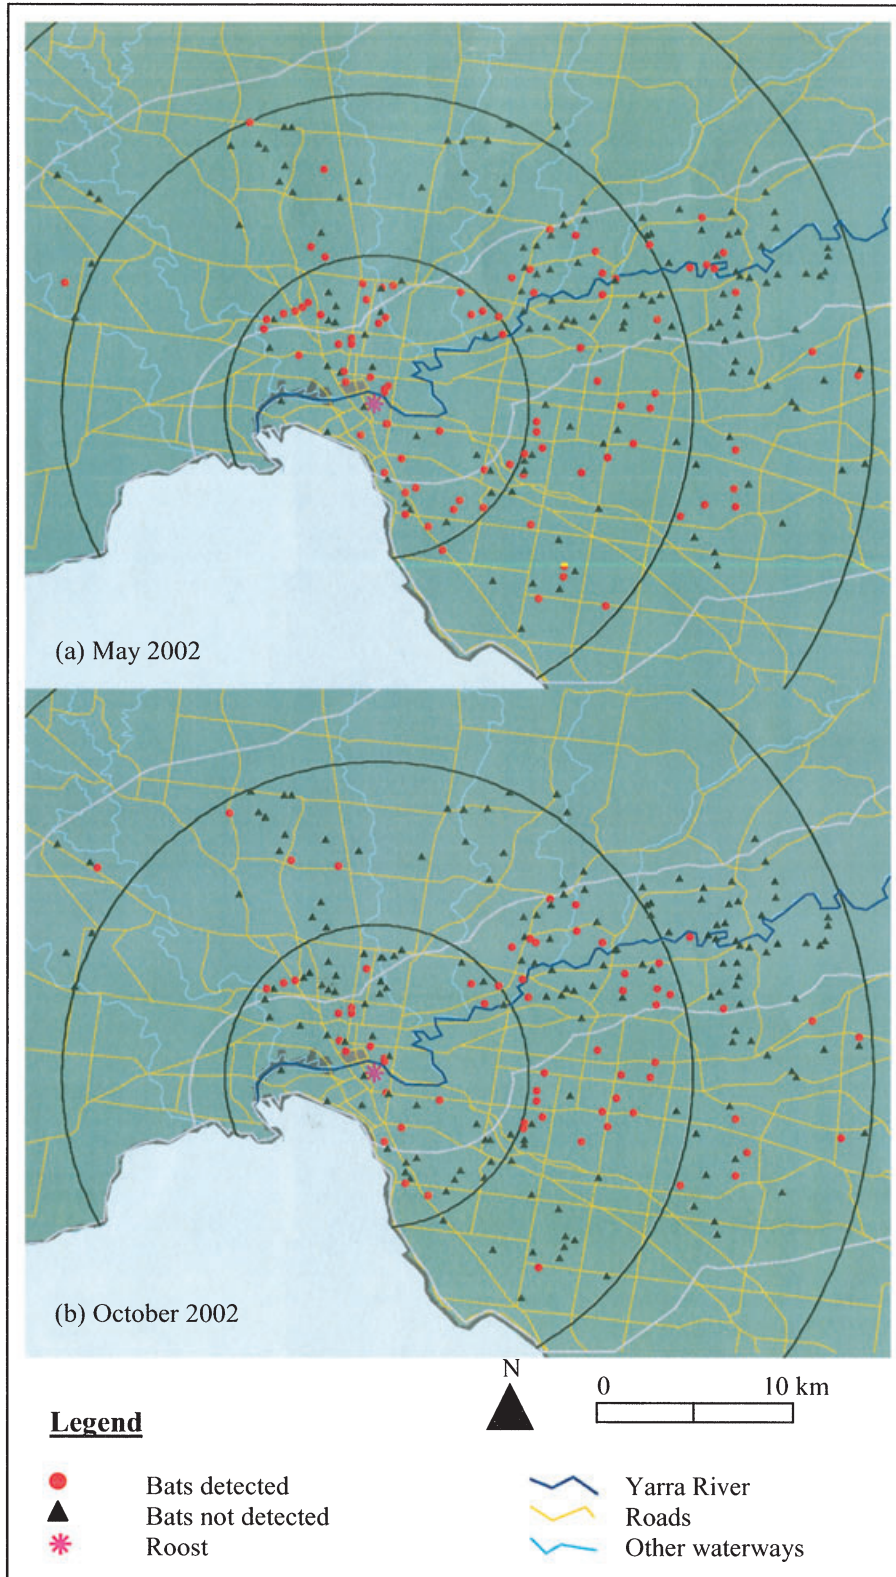 (a) May 2002
(b) October 2002
N
0 10 km
Legend
Bats detected
Bats not detected
Roost
Yarra River
Roads
Other waterways